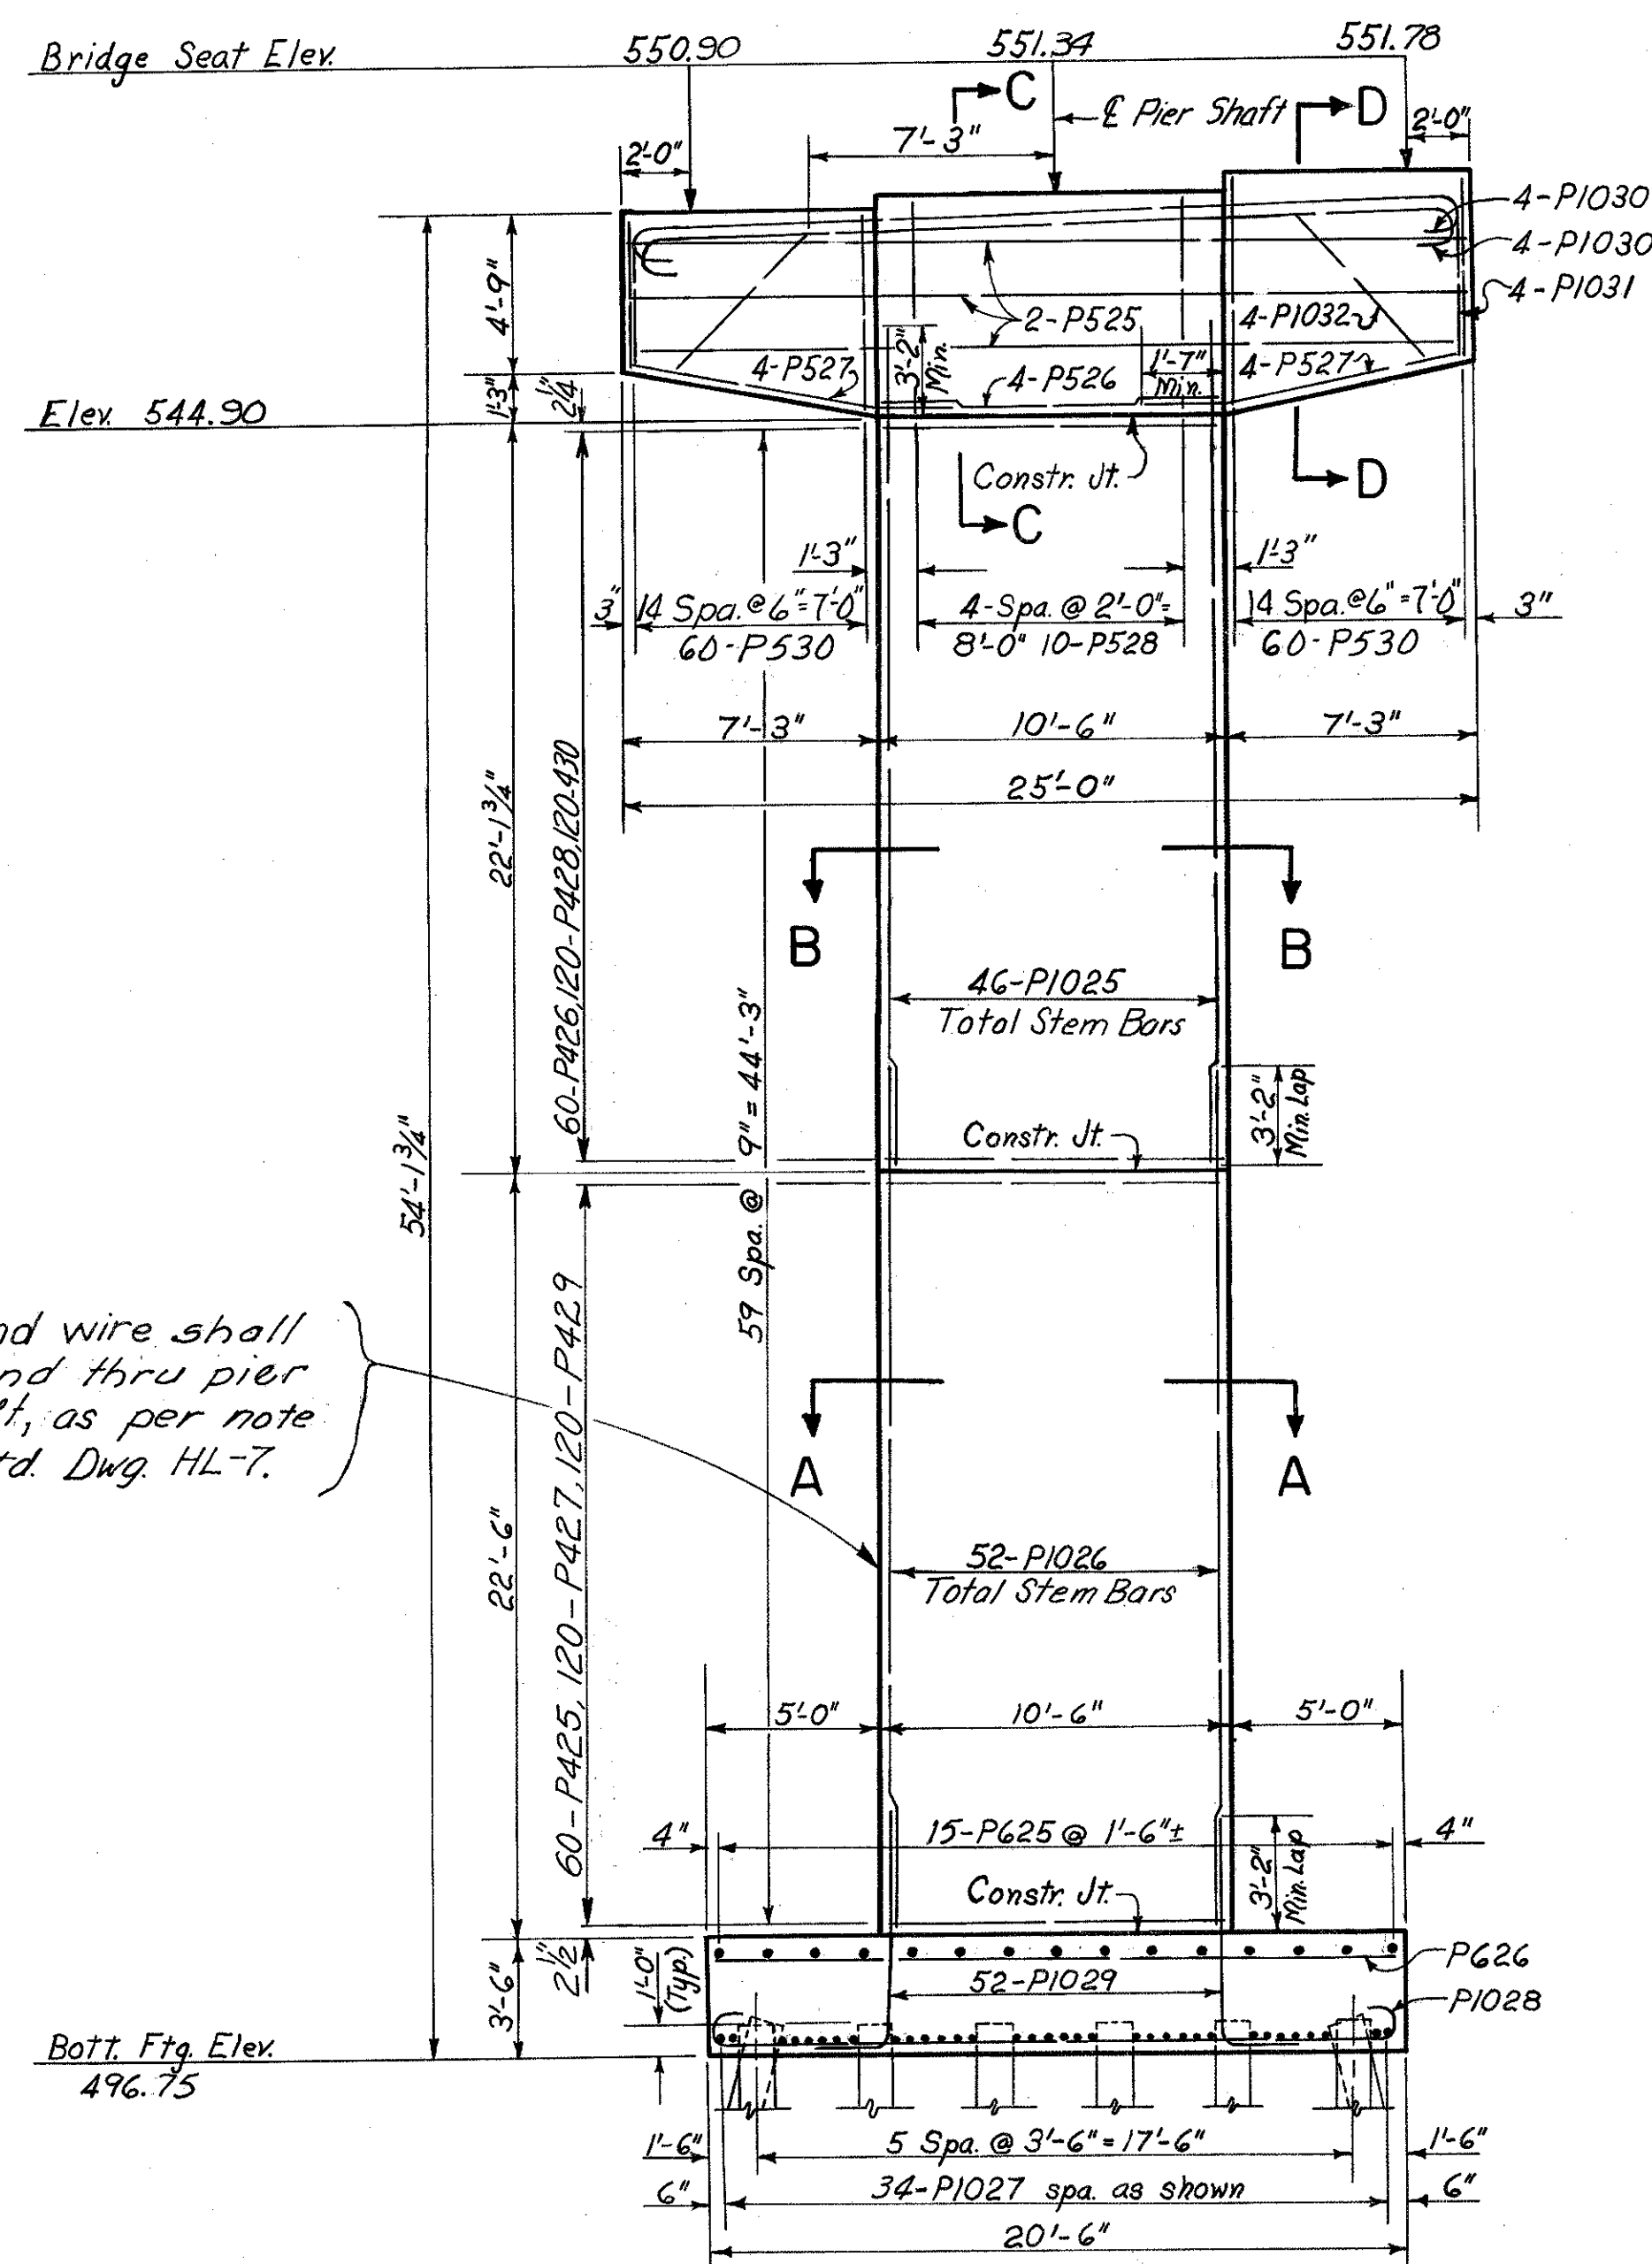 Bridge Seat Elev.
550.90
551.34
551.78
C
℄ Pier Shaft
D
7'-3"
2'-0"
2'-0"
4-P1030
4-P1030
4-P1031
4'-9"
2-P525
4-P1032
3'-2"
Min.
1'-7"
Min.
4-P527
4-P526
4-P527
1'-3"
2¼"
Elev. 544.90
Constr. Jt.
D
C
1'-3"
1'-3"
3"
14 Spa. @ 6" = 7'-0"
60-P530
4-Spa. @ 2'-0" =
8'-0" 10-P528
14 Spa. @ 6" = 7'-0"
60-P530
3"
7'-3"
10'-6"
7'-3"
25'-0"
22'-1¾"
60-P426, 120-P428, 120-430
B
B
46-P1025
Total Stem Bars
59 Spa. @ 9" = 44'-3"
3'-2"
Min. Lap
Constr. Jt.
54'-1¾"
nd wire shall
nd thru pier
t, as per note
td. Dwg. HL-7.
A
A
22'-6"
60-P425, 120-P427, 120-P429
52-P1026
Total Stem Bars
5'-0"
10'-6"
5'-0"
4"
15-P625 @ 1'-6"±
4"
3'-2"
Min. Lap
Constr. Jt.
3'-6"
2½"
1'-0"
(Typ.)
52-P1029
P626
P1028
Bott. Ftg. Elev.
496.75
1'-6"
5 Spa. @ 3'-6" = 17'-6"
1'-6"
6"
34-P1027 spa. as shown
6"
20'-6"